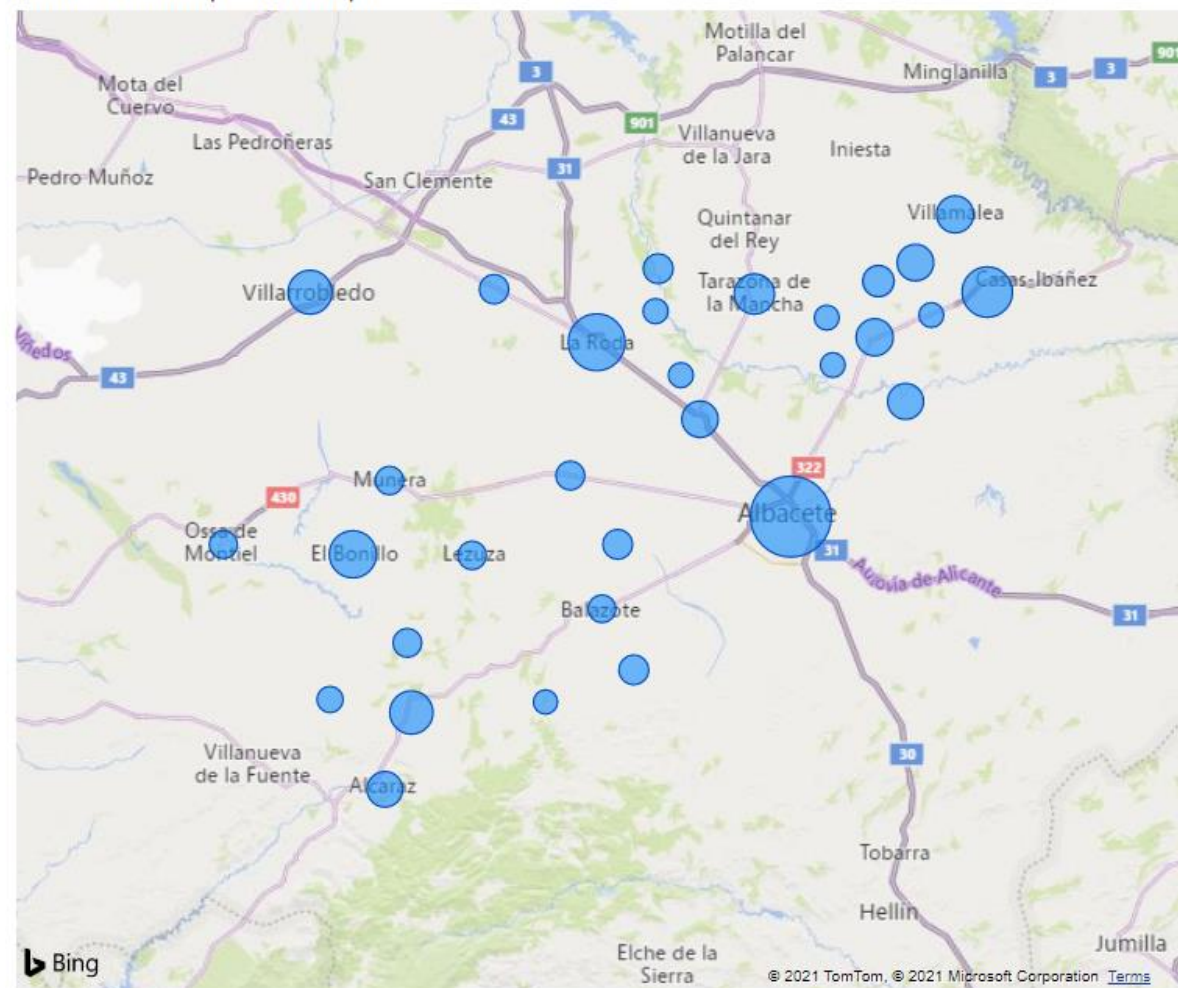 Motilla del
Palancar
901
Minglanilla
3
3
3
Mota del
Cuervo
43
901
Las Pedroñeras
Villanueva
de la Jara
Iniesta
31
Pedro Muñoz
San Clemente
Quintanar
del Rey
Villamalea
Tarazona de
la Mancha
Casas-Ibáñez
Villarrobledo
La Roda
Viñedos
43
322
Munera
430
Albacete
Ossa de
Montiel
El Bonillo
Lezuza
31
Autovía de Alicante
Balazote
31
Villanueva
de la Fuente
30
Alcaraz
Tobarra
Hellín
Jumilla
Elche de la
Sierra
Bing
© 2021 TomTom, © 2021 Microsoft Corporation Terms